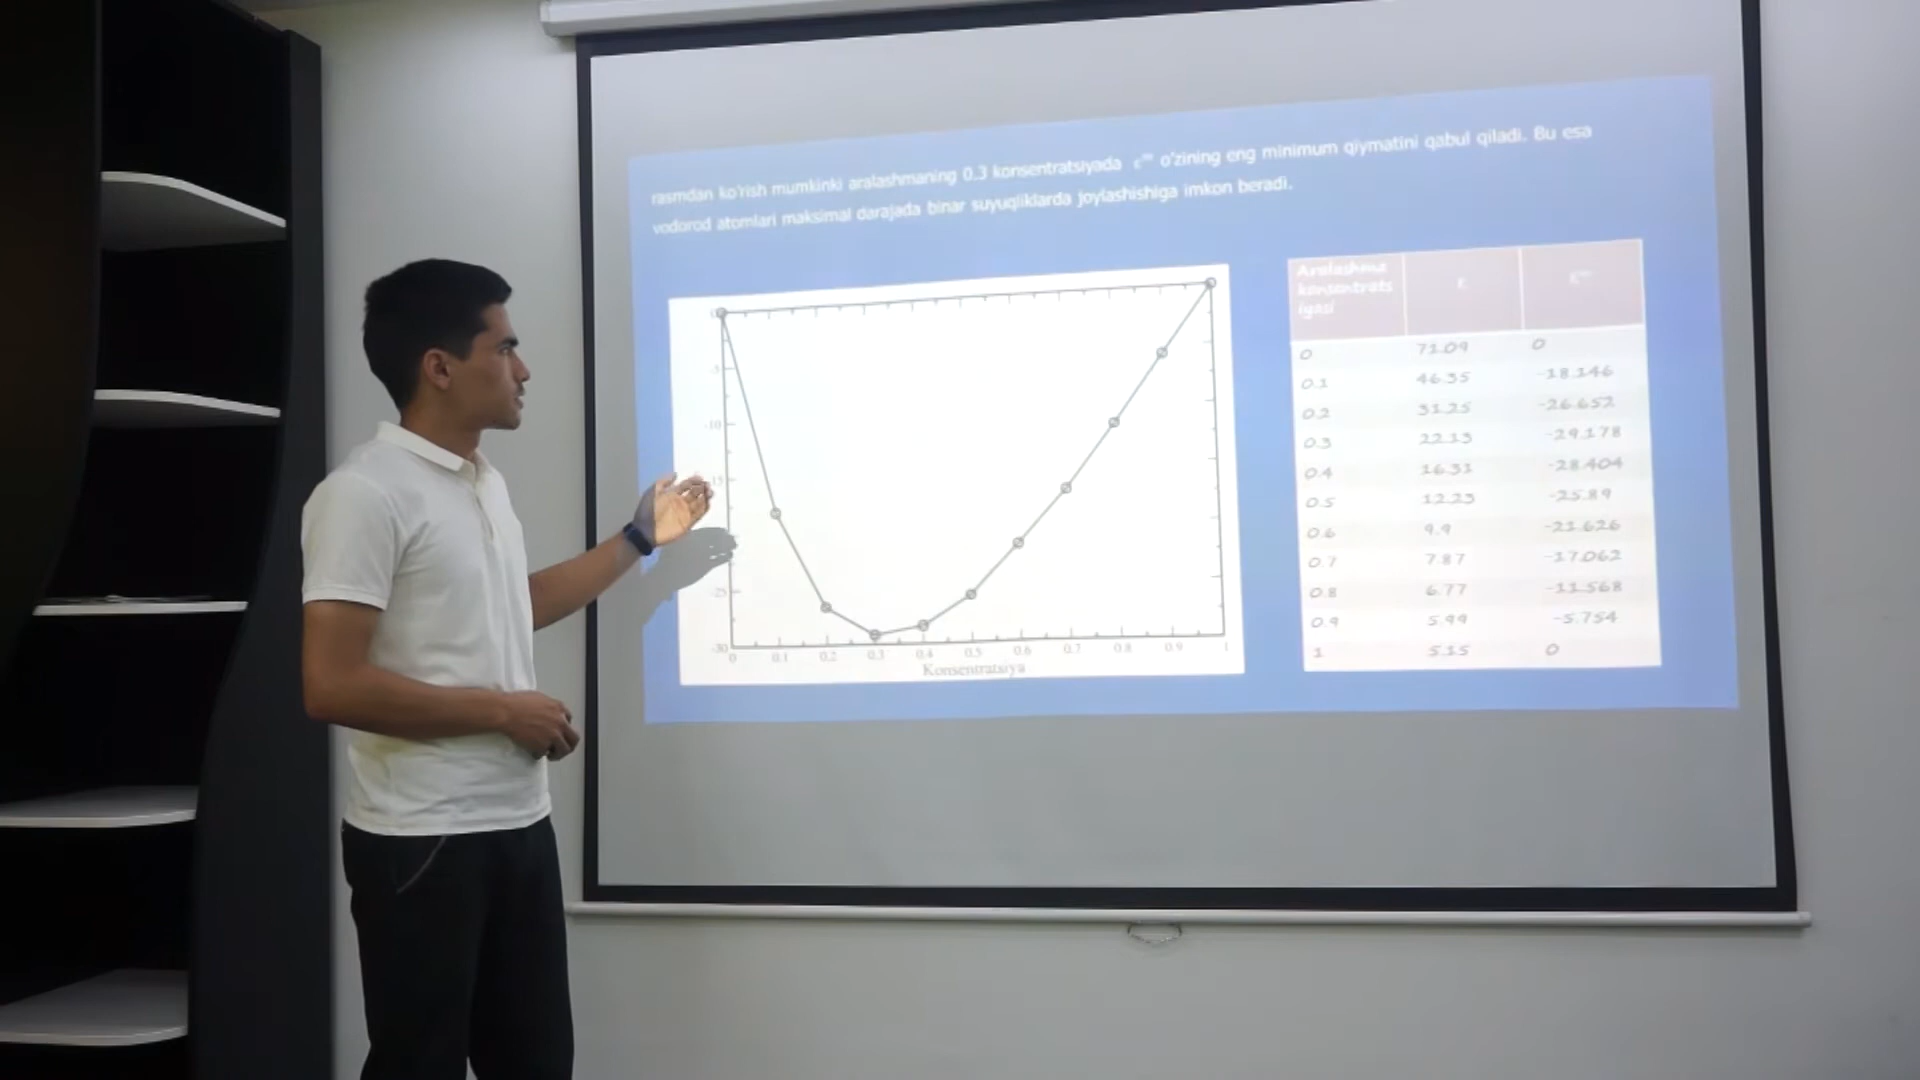 rasmdan ko'rish mumkinki aralashmaning 0.3 konsentratsiyada εᵐ o'zining eng minimum qiymatini qabul qiladi. Bu esa
vodorod atomlari maksimal darajada binar suyuqliklarda joylashishiga imkon beradi.
0
-5
-10
-15
-25
-30
0 0.1 0.2 0.3 0.4 0.5 0.6 0.7 0.8 0.9 1
Konsentratsiya
Aralashma
konsentrats
iyasi
ε
0 71.09 0
0.1 46.35 -18.146
0.2 31.25 -26.652
0.3 22.13 -29.178
0.4 16.31 -28.404
0.5 12.23 -25.89
0.6 9.9 -21.626
0.7 7.87 -17.062
0.8 6.77 -11.568
0.9 5.99 -5.754
1 5.15 0